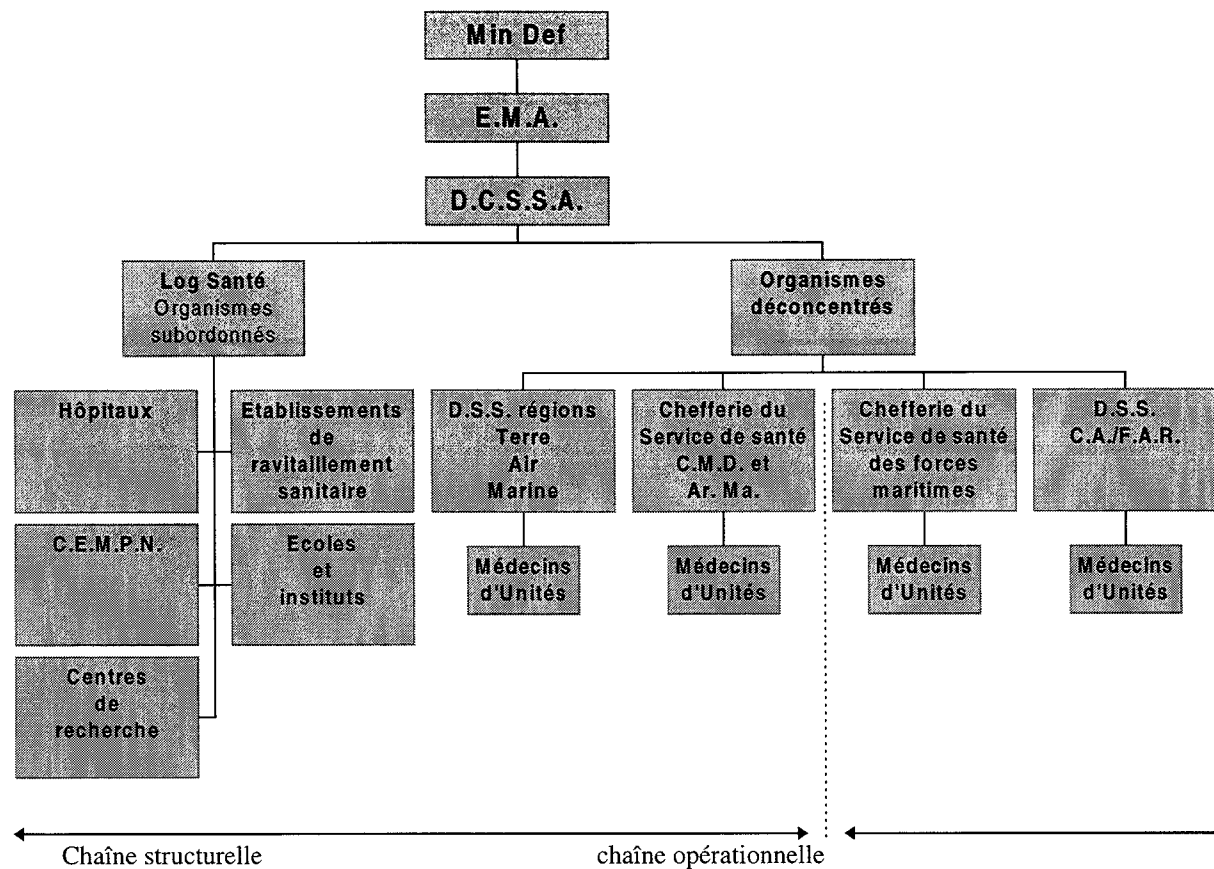 Min Def
E.M.A.
D.C.S.S.A.
Log Santé
Organismes
subordonnés
Organismes
déconcentrés
Hôpitaux
Etablissements
de
ravitaillement
sanitaire
D.S.S. régions
Terre
Air
Marine
Chefferie du
Service de santé
C.M.D. et
Ar. Ma.
Chefferie du
Service de santé
des forces
maritimes
D.S.S.
C.A./F.A.R.
C.E.M.P.N.
Ecoles
et
instituts
Médecins
d'Unités
Médecins
d'Unités
Médecins
d'Unités
Médecins
d'Unités
Centres
de
recherche
Chaîne structurelle
chaîne opérationnelle